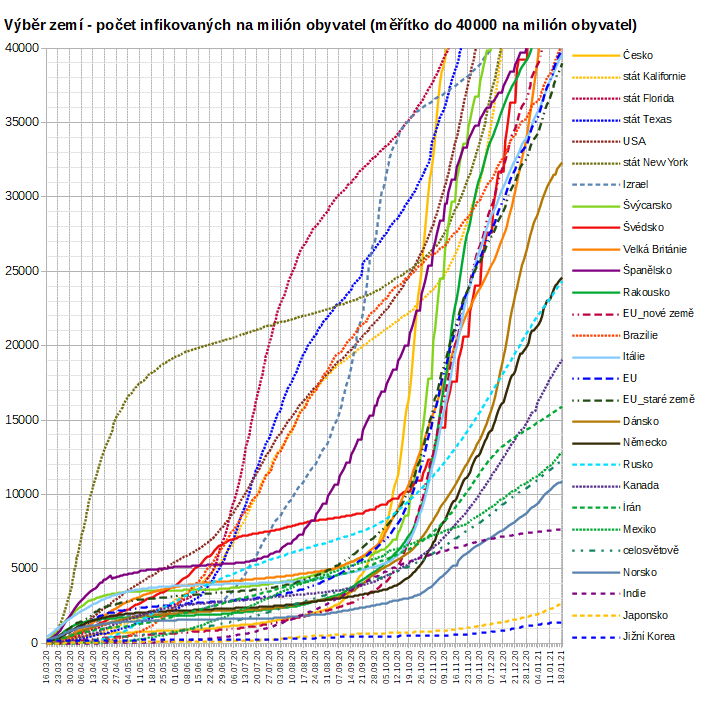 Výběr zemí - počet infikovaných na milión obyvatel (měřítko do 40000 na milión obyvatel)
40000
35000
30000
25000
20000
15000
10000
5000
0
16.03.20
23.03.20
30.03.20
06.04.20
13.04.20
20.04.20
27.04.20
04.05.20
11.05.20
18.05.20
25.05.20
01.06.20
08.06.20
15.06.20
22.06.20
29.06.20
06.07.20
13.07.20
20.07.20
27.07.20
03.08.20
10.08.20
17.08.20
24.08.20
31.08.20
07.09.20
14.09.20
21.09.20
28.09.20
05.10.20
12.10.20
19.10.20
26.10.20
02.11.20
09.11.20
16.11.20
23.11.20
30.11.20
07.12.20
14.12.20
21.12.20
28.12.20
04.01.21
11.01.21
18.01.21
Česko
stát Kalifornie
stát Florida
stát Texas
USA
stát New York
Izrael
Švýcarsko
Švédsko
Velká Británie
Španělsko
Rakousko
EU_nové země
Brazílie
Itálie
EU
EU_staré země
Dánsko
Německo
Rusko
Kanada
Irán
Mexiko
celosvětově
Norsko
Indie
Japonsko
Jižní Korea